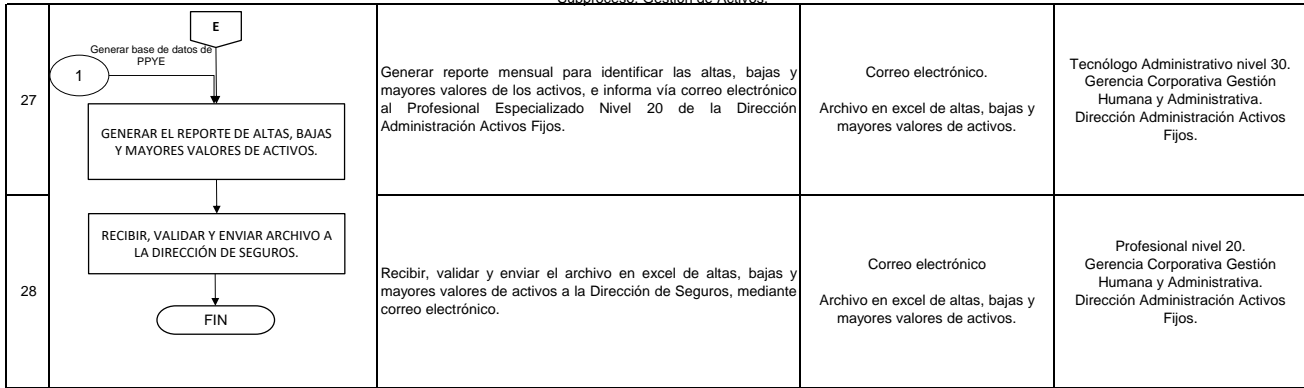 Subproceso: Gestión de Activos.
27
E
Generar base de datos de
PPYE
1
GENERAR EL REPORTE DE ALTAS, BAJAS
Y MAYORES VALORES DE ACTIVOS.
Generar reporte mensual para identificar las altas, bajas y
mayores valores de los activos, e informa vía correo electrónico
al Profesional Especializado Nivel 20 de la Dirección
Administración Activos Fijos.
Correo electrónico.
Archivo en excel de altas, bajas y
mayores valores de activos.
Tecnólogo Administrativo nivel 30.
Gerencia Corporativa Gestión
Humana y Administrativa.
Dirección Administración Activos
Fijos.
28
RECIBIR, VALIDAR Y ENVIAR ARCHIVO A
LA DIRECCIÓN DE SEGUROS.
FIN
Recibir, validar y enviar el archivo en excel de altas, bajas y
mayores valores de activos a la Dirección de Seguros, mediante
correo electrónico.
Correo electrónico
Archivo en excel de altas, bajas y
mayores valores de activos.
Profesional nivel 20.
Gerencia Corporativa Gestión
Humana y Administrativa.
Dirección Administración Activos
Fijos.